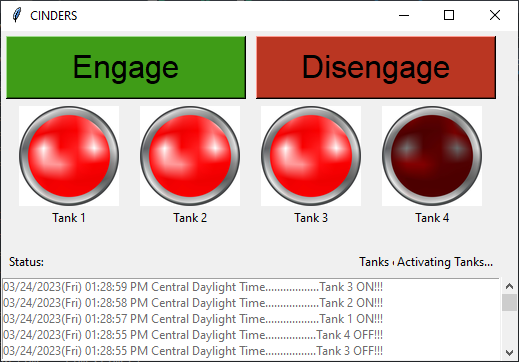 CINDERS
Engage
Disengage
Tank 1
Tank 2
Tank 3
Tank 4
Status:
Tanks
Activating Tanks...
03/24/2023(Fri) 01:28:59 PM Central Daylight Time..................Tank 3 ON!!!
03/24/2023(Fri) 01:28:58 PM Central Daylight Time..................Tank 2 ON!!!
03/24/2023(Fri) 01:28:57 PM Central Daylight Time..................Tank 1 ON!!!
03/24/2023(Fri) 01:28:55 PM Central Daylight Time.................Tank 4 OFF!!!
03/24/2023(Fri) 01:28:55 PM Central Daylight Time.................Tank 3 OFF!!!